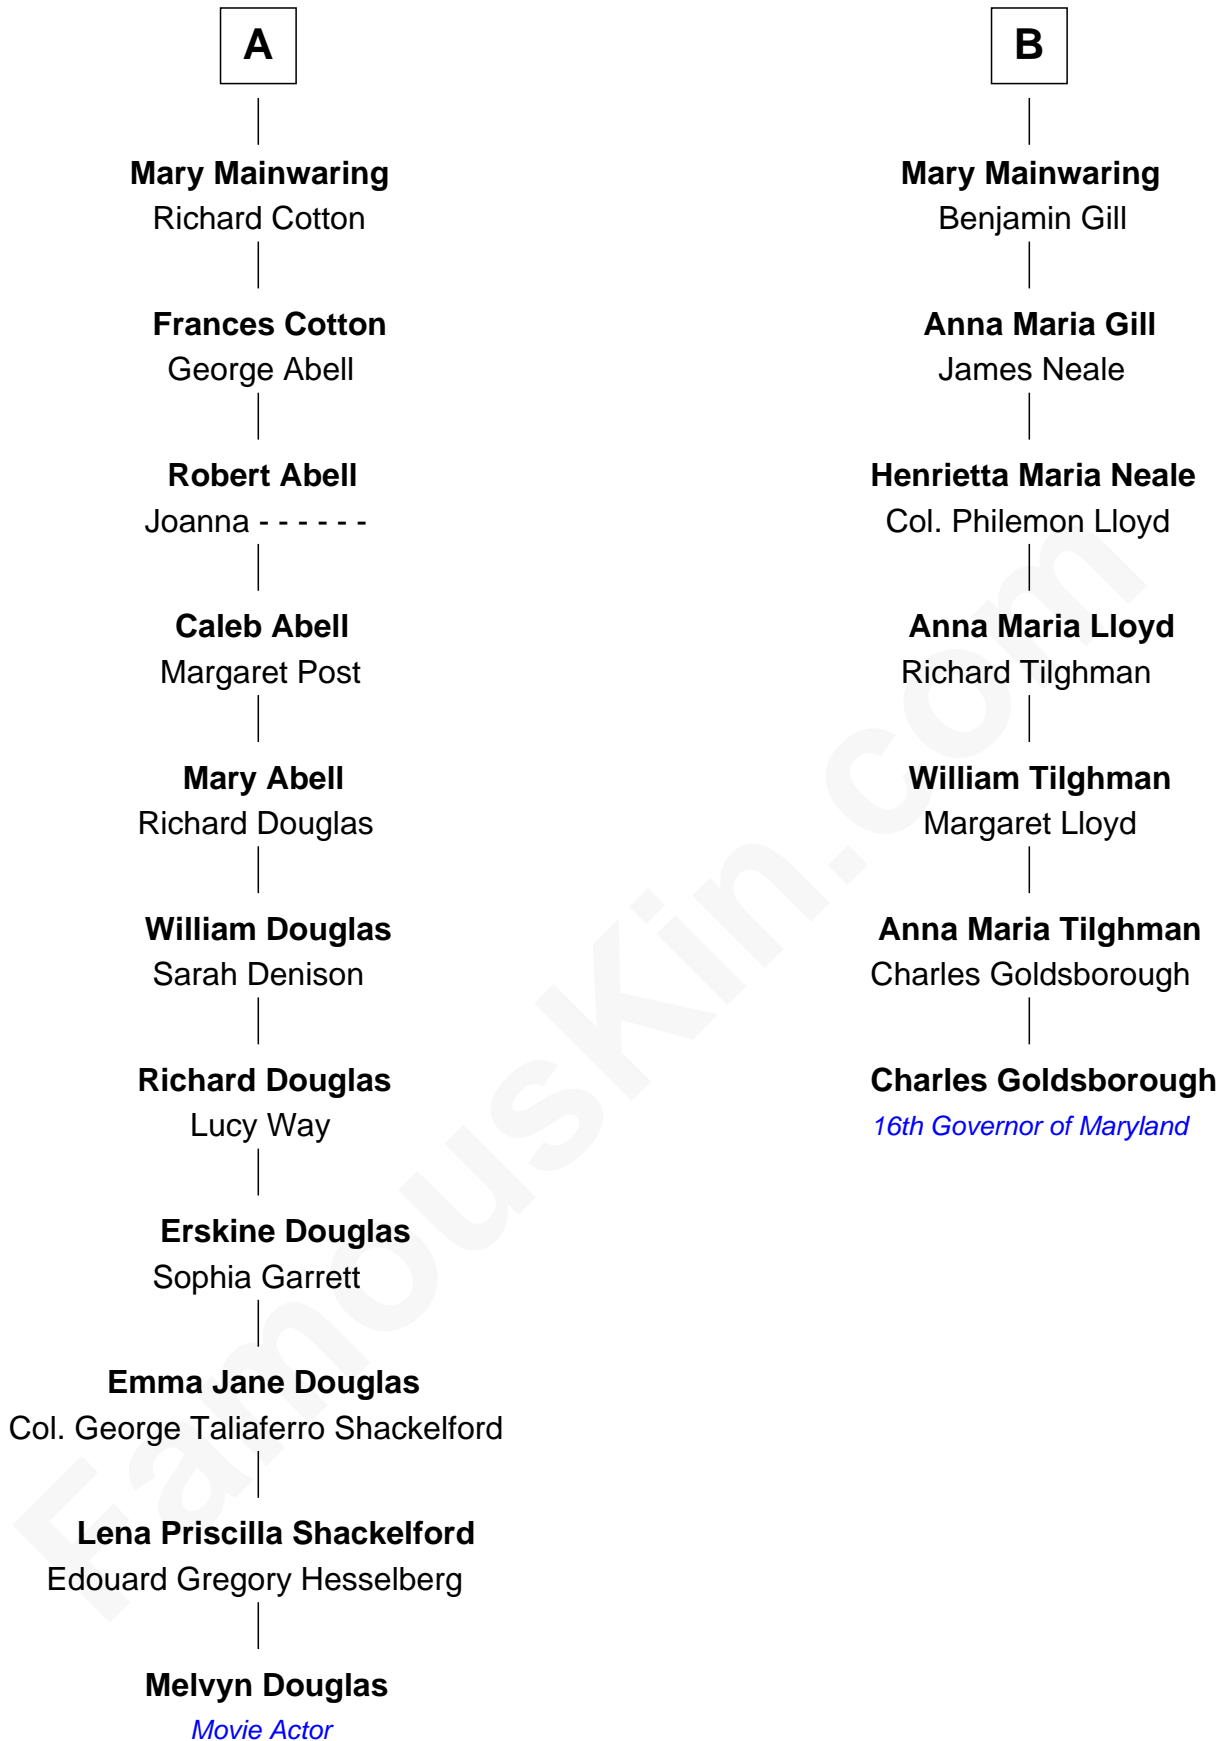 A
Mary Mainwaring
Richard Cotton
Frances Cotton
George Abell
Robert Abell
Joanna - - - - - -
Caleb Abell
Margaret Post
Mary Abell
Richard Douglas
William Douglas
Sarah Denison
Richard Douglas
Lucy Way
Erskine Douglas
Sophia Garrett
Emma Jane Douglas
Col. George Taliaferro Shackelford
Lena Priscilla Shackelford
Edouard Gregory Hesselberg
Melvyn Douglas
Movie Actor
B
Mary Mainwaring
Benjamin Gill
Anna Maria Gill
James Neale
Henrietta Maria Neale
Col. Philemon Lloyd
Anna Maria Lloyd
Richard Tilghman
William Tilghman
Margaret Lloyd
Anna Maria Tilghman
Charles Goldsborough
Charles Goldsborough
16th Governor of Maryland
FamousKin.com